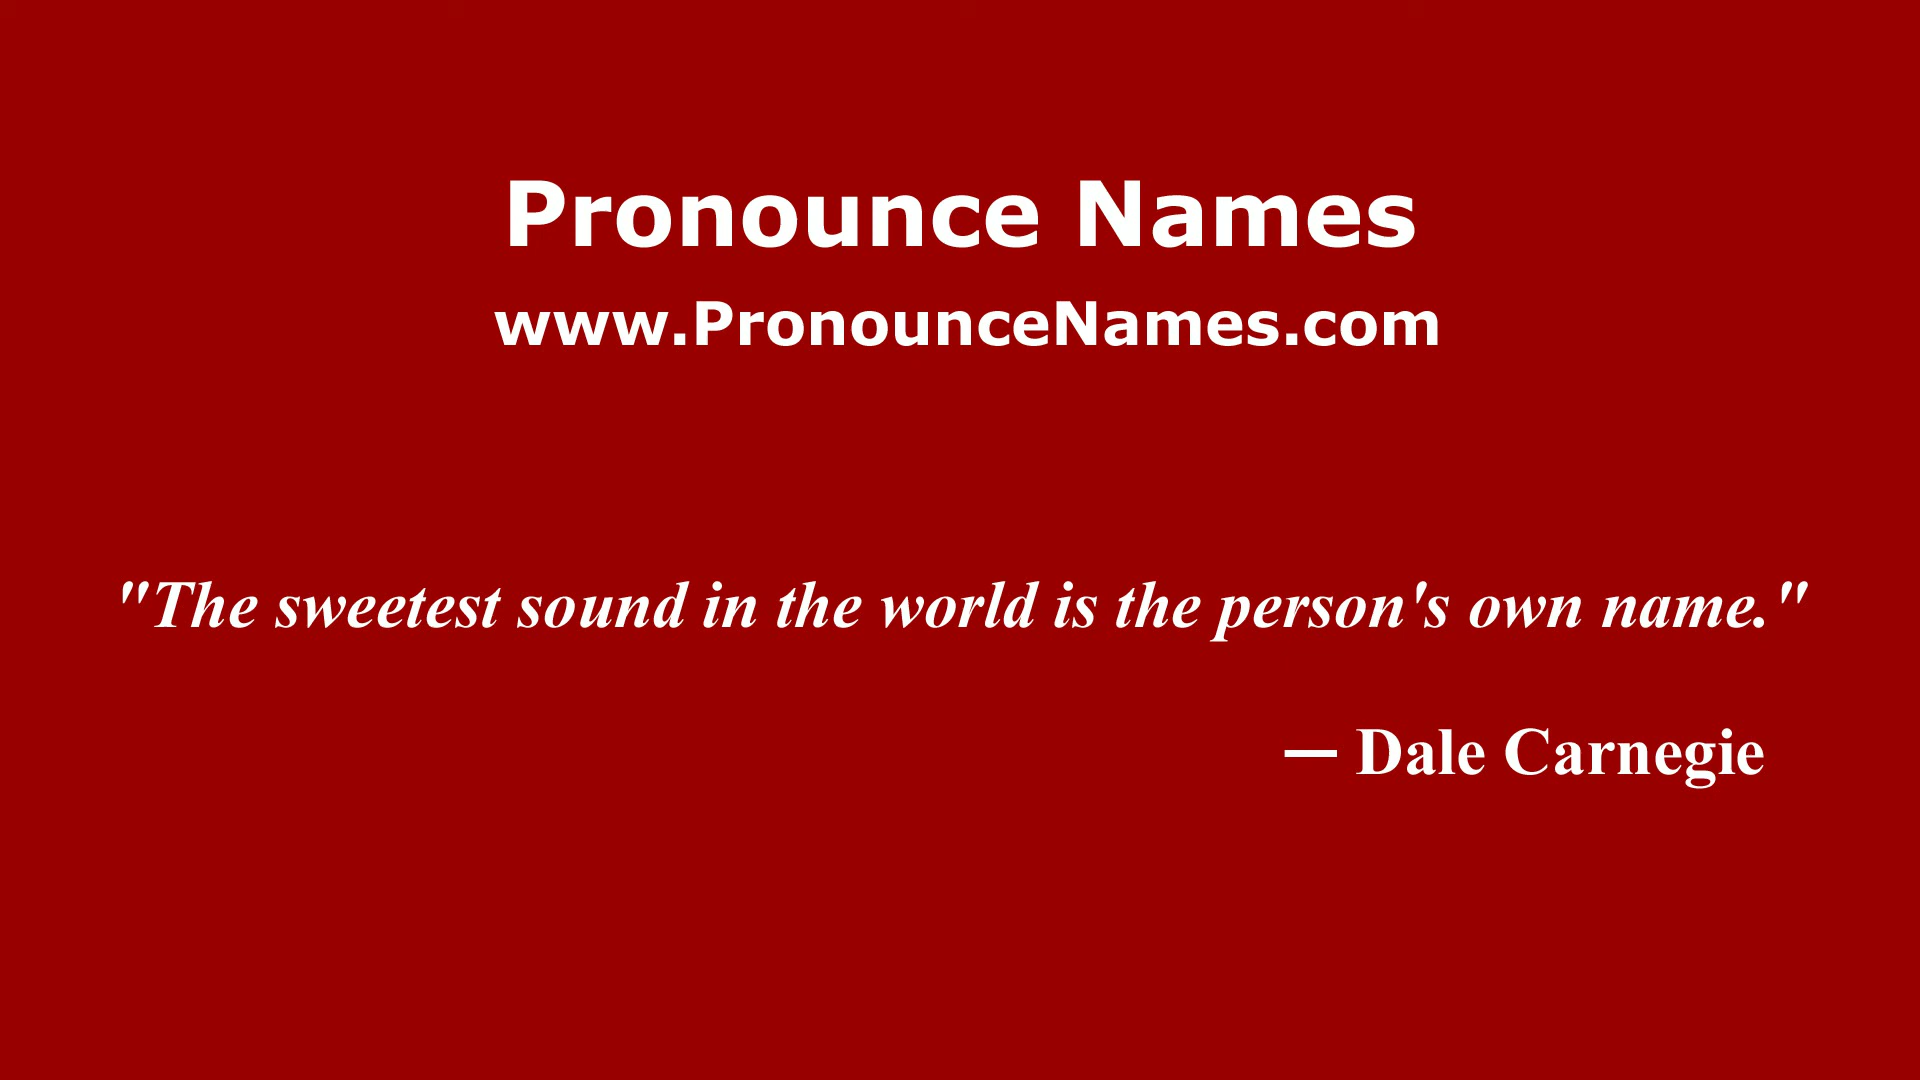 Pronounce Names
www.PronounceNames.com
"The sweetest sound in the world is the person's own name."
— Dale Carnegie